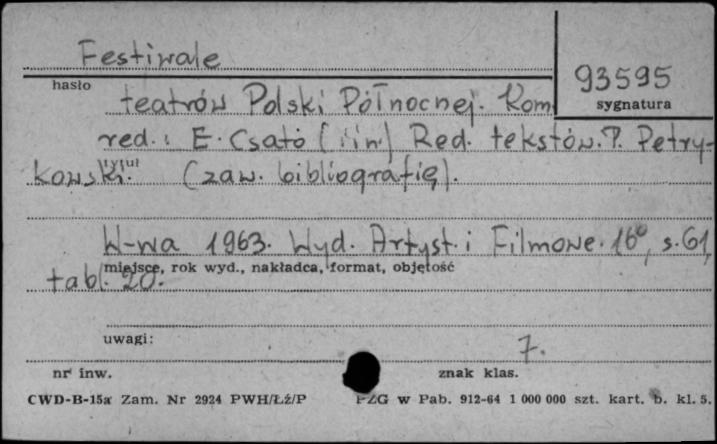 Festiwale
93595
hasło
sygnatura
teatrów Polski Północnej. Kom.
red.: E. Csató [i in.] Red. tekstów. P. Petry-
tytuł
kowski. (zaw. bibliografię).
W-wa 1963. Wyd. Artyst. i Filmowe. 16°, s. 61,
miejsce, rok wyd., nakładca, format, objętość
tabl. 20.
uwagi:
7.
nr inw.
znak klas.
CWD-B-15a Zam. Nr 2924 PWH/Łź/P PZG w Pab. 912-64 1 000 000 szt. kart. b. kl. 5.